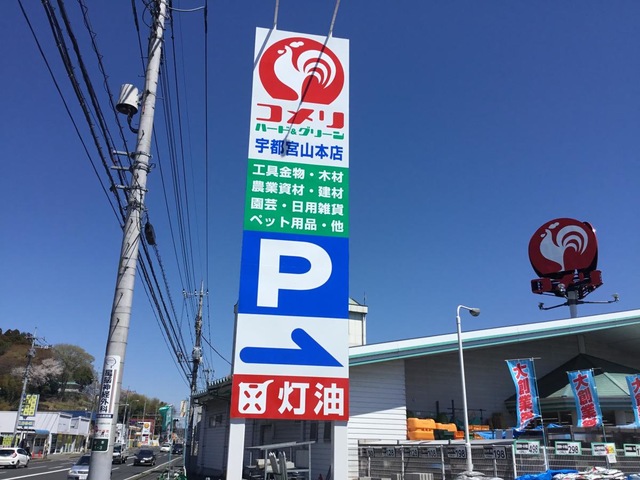 コメリ
ハード&グリーン
宇都宮山本店
工具金物・木材
農業資材・建材
園芸・日用雑貨
ペット用品・他
P
灯油
大創業祭
大創業祭
298
298